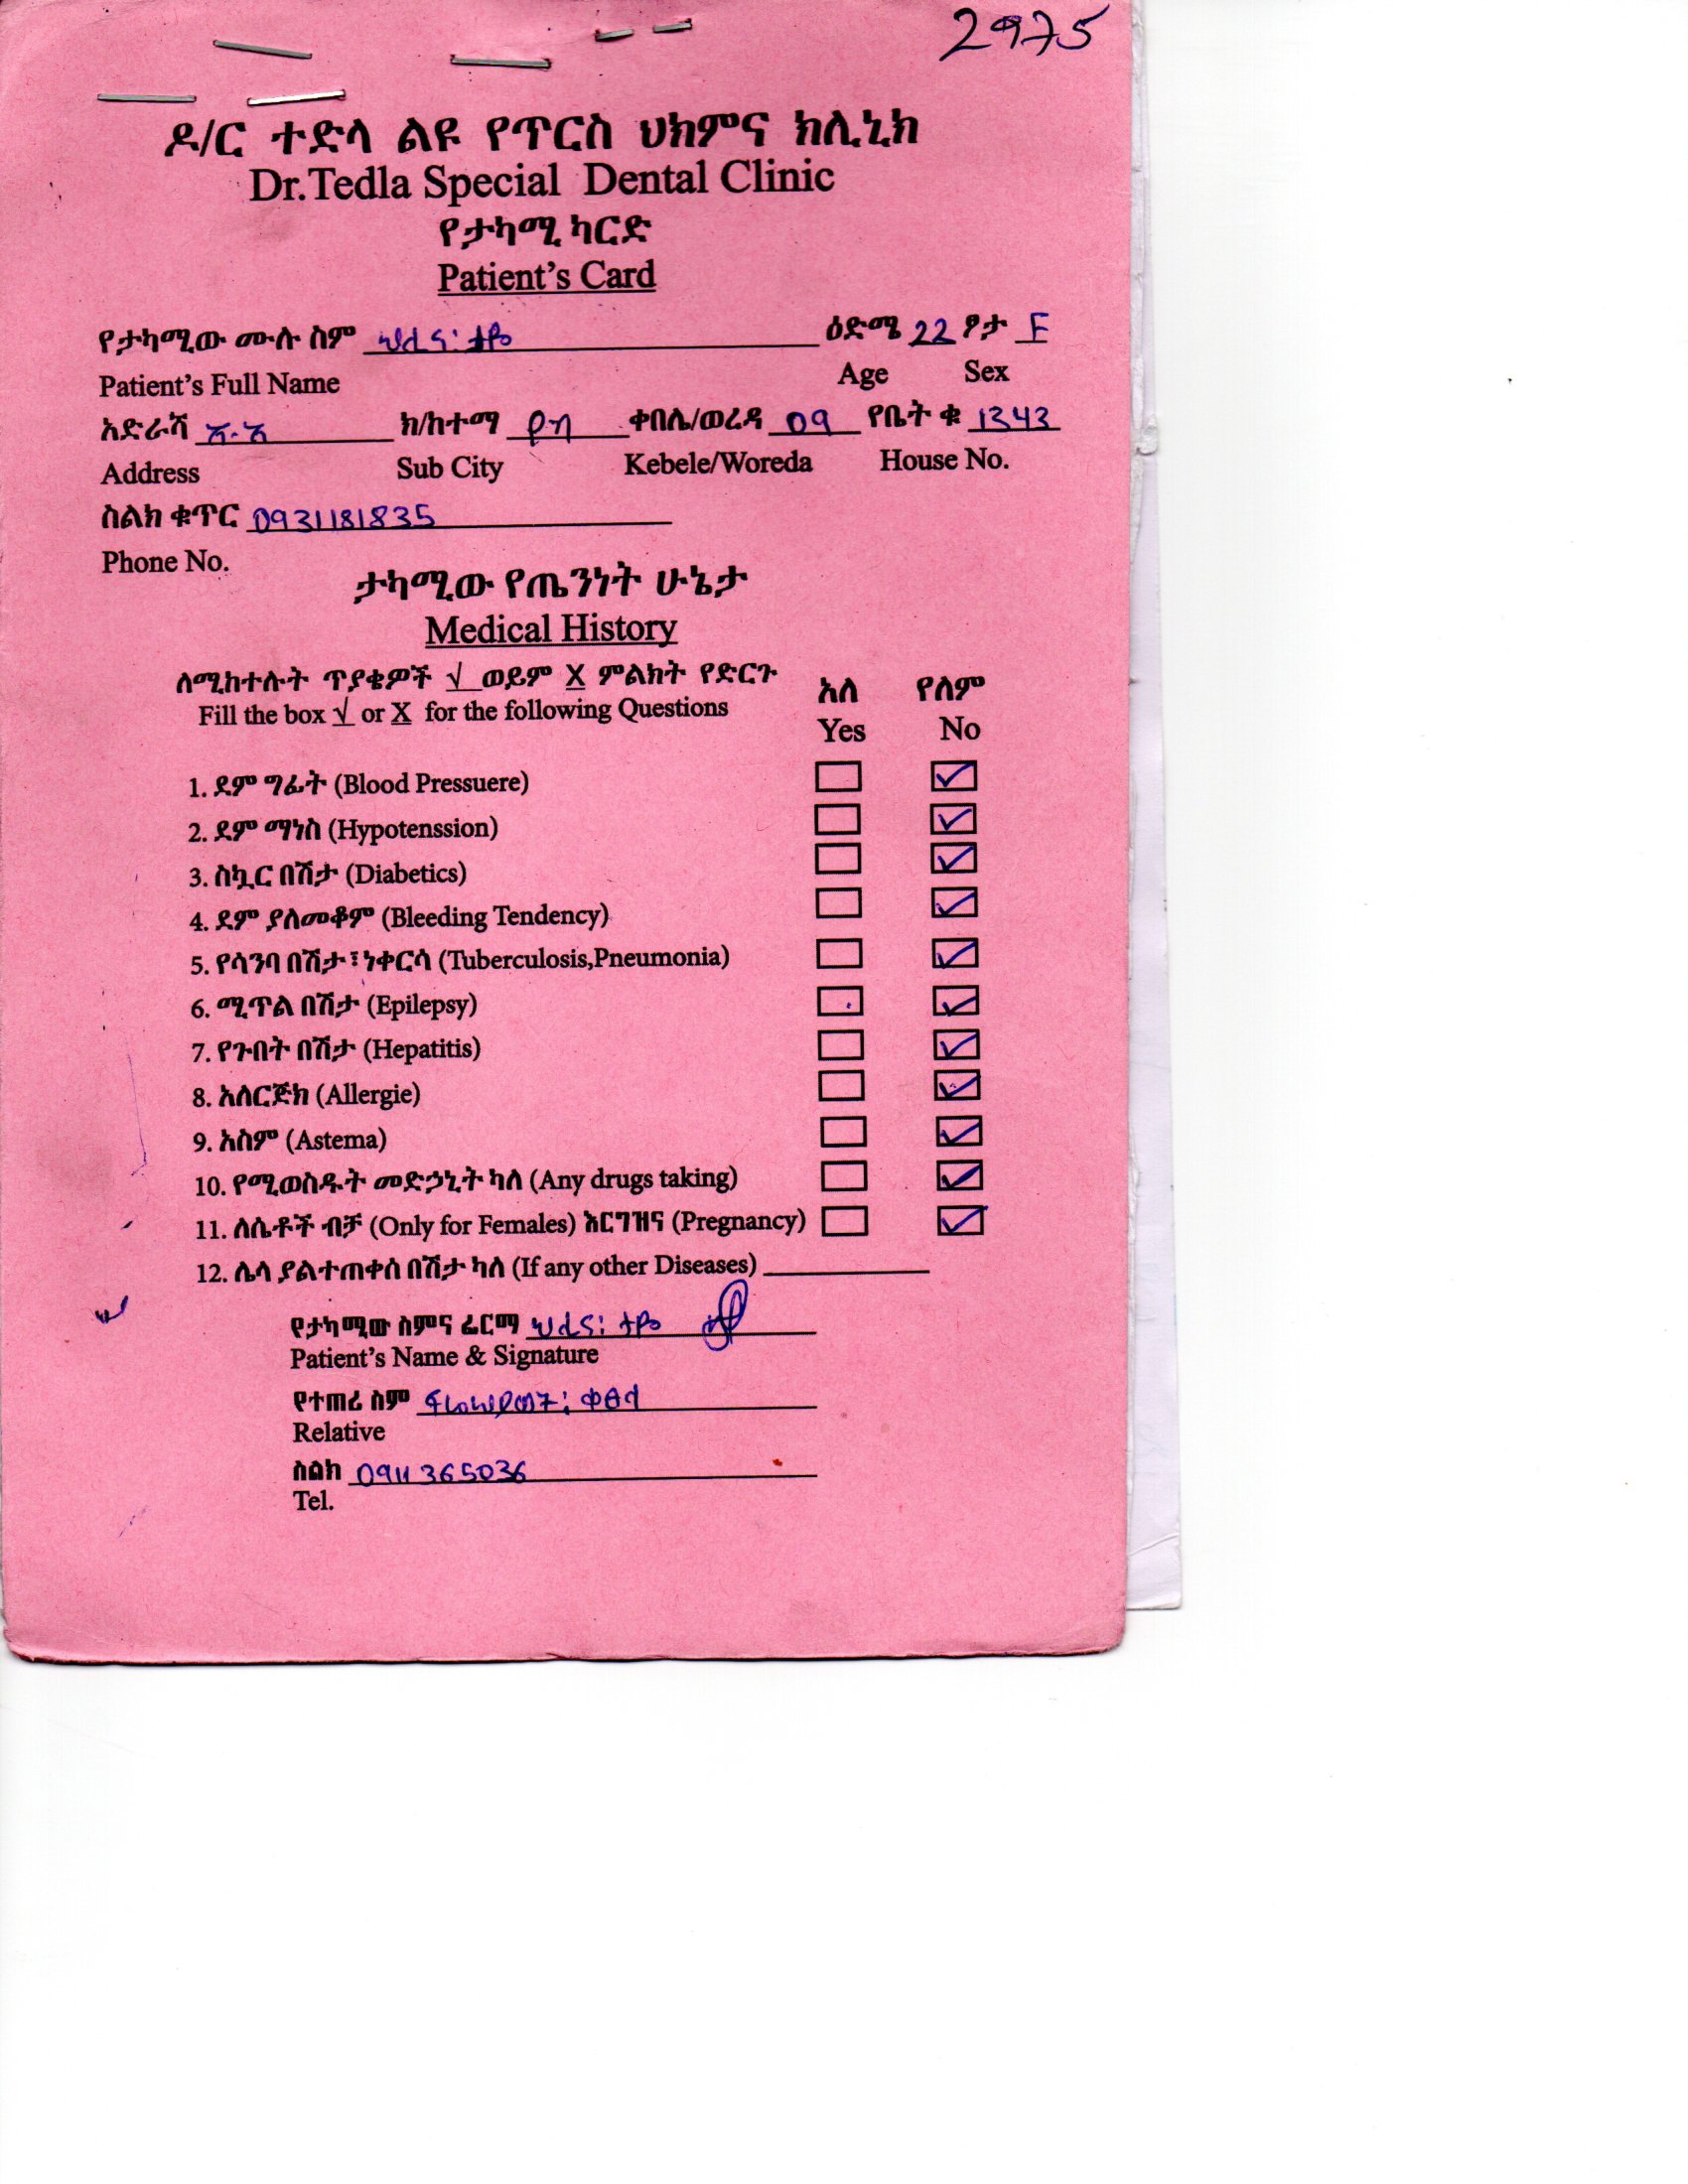 2975
ዶ/ር ተድላ ልዩ የጥርስ ህክምና ክሊኒክ
Dr.Tedla Special Dental Clinic
የታካሚ ካርድ
Patient's Card
የታካሚው ሙሉ ስም ህሊና፡ ታዬ ዕድሜ 22 ፆታ F
Patient's Full Name Age Sex
አድራሻ አ.አ ክ/ከተማ የካ ቀበሌ/ወረዳ 09 የቤት ቁ 1343
Address Sub City Kebele/Woreda House No.
ስልክ ቁጥር 0931181835
Phone No.
ታካሚው የጤንነት ሁኔታ
Medical History
ለሚከተሉት ጥያቄዎች √ ወይም X ምልክት የድርጉ አለ የለም
Fill the box √ or X for the following Questions Yes No
1. ደም ግፊት (Blood Pressuere) ✓
2. ደም ማነስ (Hypotenssion) ✓
3. ስኳር በሽታ (Diabetics) ✓
4. ደም ያለመቆም (Bleeding Tendency) ✓
5. የሳንባ በሽታ፣ነቀርሳ (Tuberculosis,Pneumonia) ✓
6. ሚጥል በሽታ (Epilepsy) ✓
7. የጉበት በሽታ (Hepatitis) ✓
8. አለርጅክ (Allergie) ✓
9. አስም (Astema) ✓
10. የሚወስዱት መድኃኒት ካለ (Any drugs taking) ✓
11. ለሴቶች ብቻ (Only for Females) እርግዝና (Pregnancy) ✓
12. ሌላ ያልተጠቀሰ በሽታ ካለ (If any other Diseases)
የታካሚው ስምና ፊርማ ህሊና፡ ታዬ
Patient's Name & Signature
የተጠሪ ስም
Relative
ስልክ 0911365036
Tel.